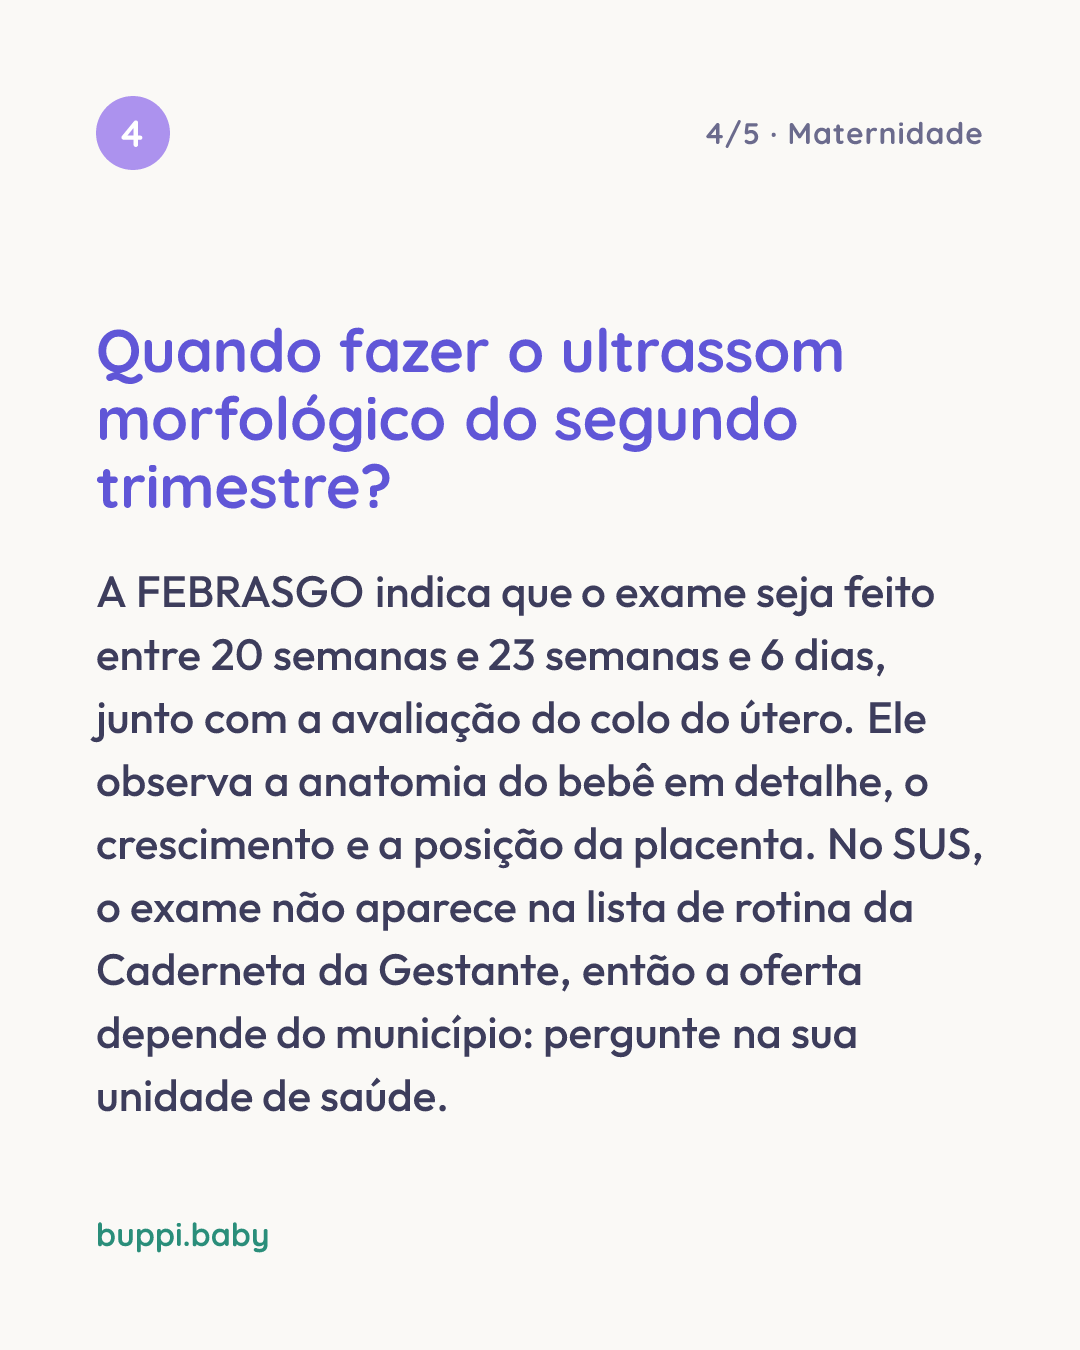 4
4/5 · Maternidade
Quando fazer o ultrassom
morfológico do segundo
trimestre?
A FEBRASGO indica que o exame seja feito
entre 20 semanas e 23 semanas e 6 dias,
junto com a avaliação do colo do útero. Ele
observa a anatomia do bebê em detalhe, o
crescimento e a posição da placenta. No SUS,
o exame não aparece na lista de rotina da
Caderneta da Gestante, então a oferta
depende do município: pergunte na sua
unidade de saúde.
buppi.baby